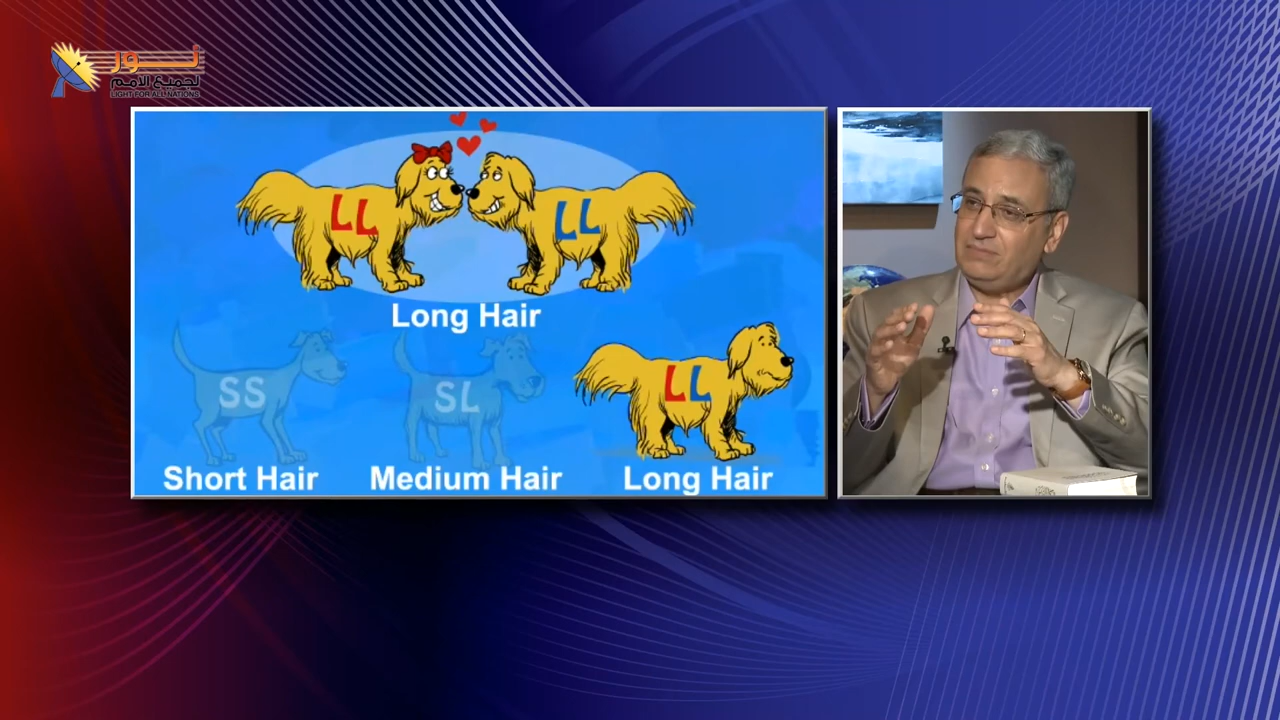 نور
لجميع الأمم
LIGHT FOR ALL NATIONS
LL
LL
Long Hair
SS
SL
LL
Short Hair
Medium Hair
Long Hair